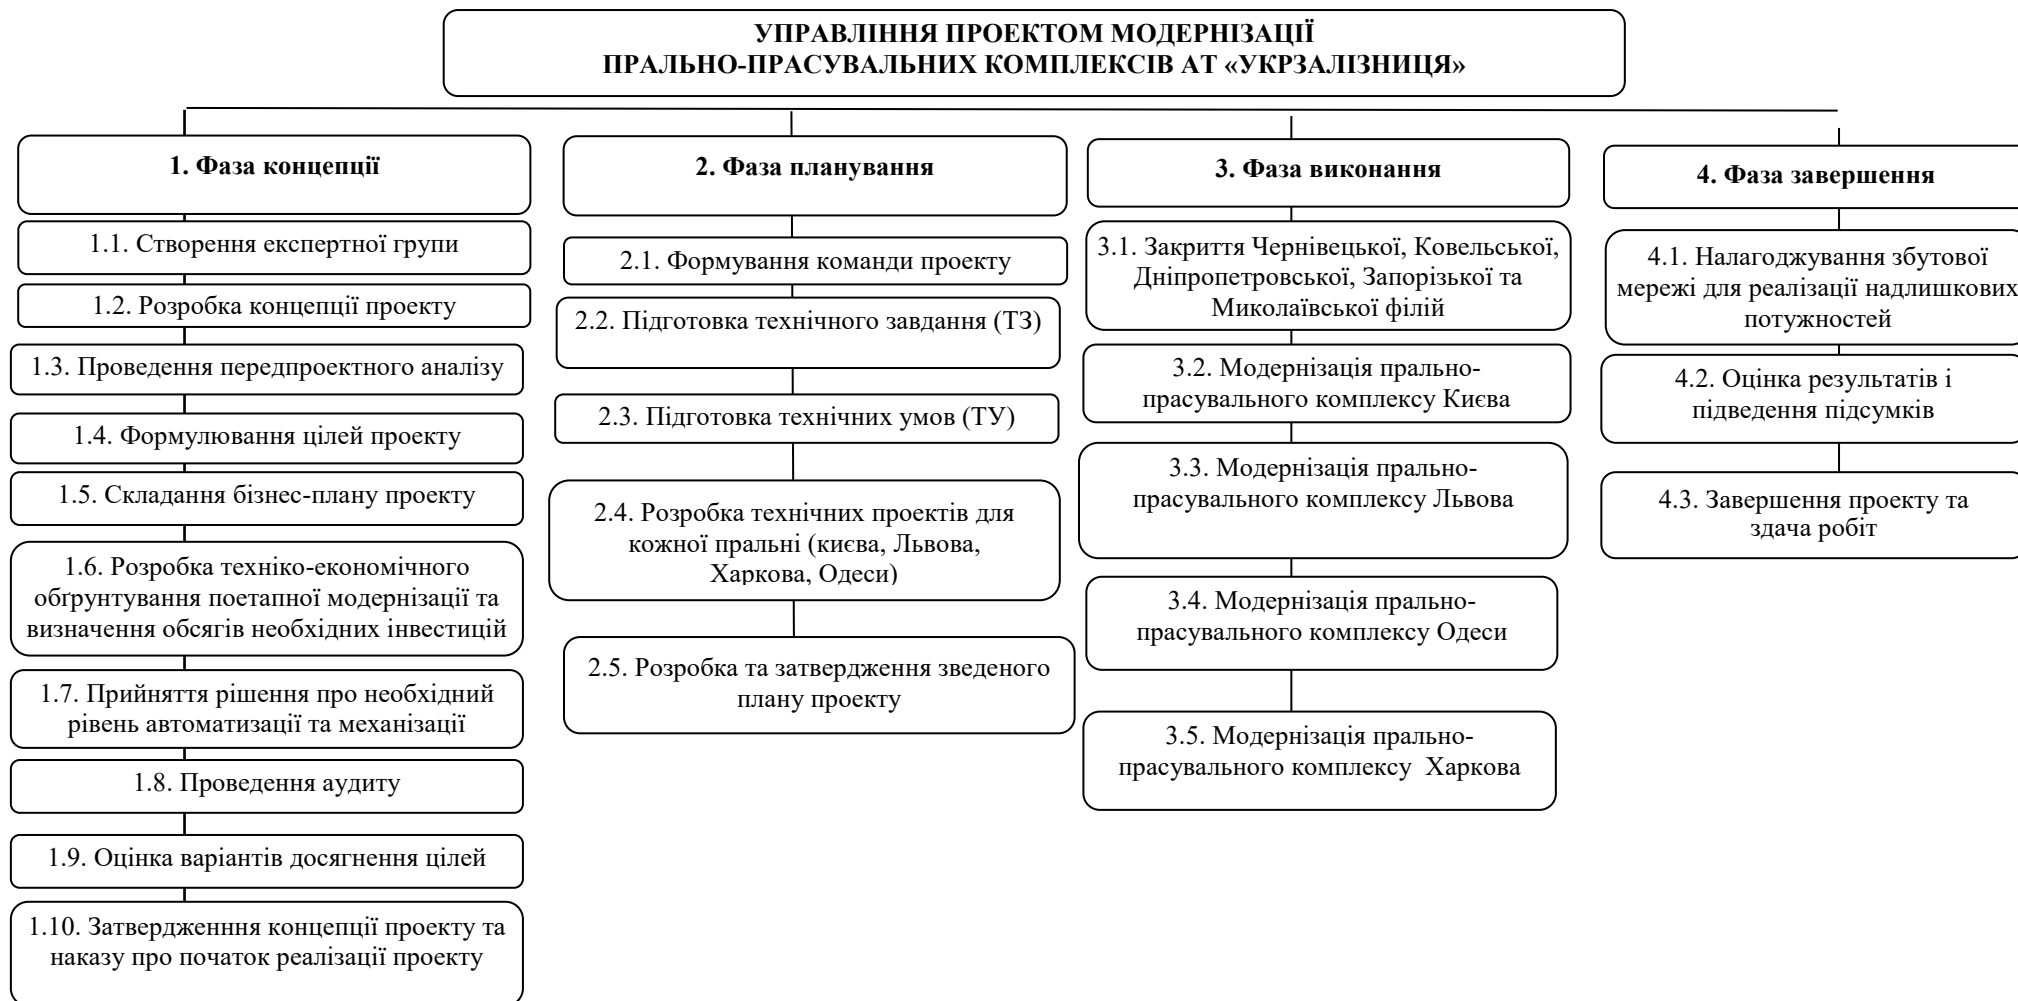 УПРАВЛІННЯ ПРОЕКТОМ МОДЕРНІЗАЦІЇ
ПРАЛЬНО-ПРАСУВАЛЬНИХ КОМПЛЕКСІВ АТ «УКРЗАЛІЗНИЦЯ»
1. Фаза концепції
1.1. Створення експертної групи
1.2. Розробка концепції проекту
1.3. Проведення передпроектного аналізу
1.4. Формулювання цілей проекту
1.5. Складання бізнес-плану проекту
1.6. Розробка техніко-економічного
обґрунтування поетапної модернізації та
визначення обсягів необхідних інвестицій
1.7. Прийняття рішення про необхідний
рівень автоматизації та механізації
1.8. Проведення аудиту
1.9. Оцінка варіантів досягнення цілей
1.10. Затвердженння концепції проекту та
наказу про початок реалізації проекту
2. Фаза планування
2.1. Формування команди проекту
2.2. Підготовка технічного завдання (ТЗ)
2.3. Підготовка технічних умов (ТУ)
2.4. Розробка технічних проектів для
кожної пральні (києва, Львова,
Харкова, Одеси)
2.5. Розробка та затвердження зведеного
плану проекту
3. Фаза виконання
3.1. Закриття Чернівецької, Ковельської,
Дніпропетровської, Запорізької та
Миколаївської філій
3.2. Модернізація прально-
прасувального комплексу Києва
3.3. Модернізація прально-
прасувального комплексу Львова
3.4. Модернізація прально-
прасувального комплексу Одеси
3.5. Модернізація прально-
прасувального комплексу Харкова
4. Фаза завершення
4.1. Налагоджування збутової
мережі для реалізації надлишкових
потужностей
4.2. Оцінка результатів і
підведення підсумків
4.3. Завершення проекту та
здача робіт